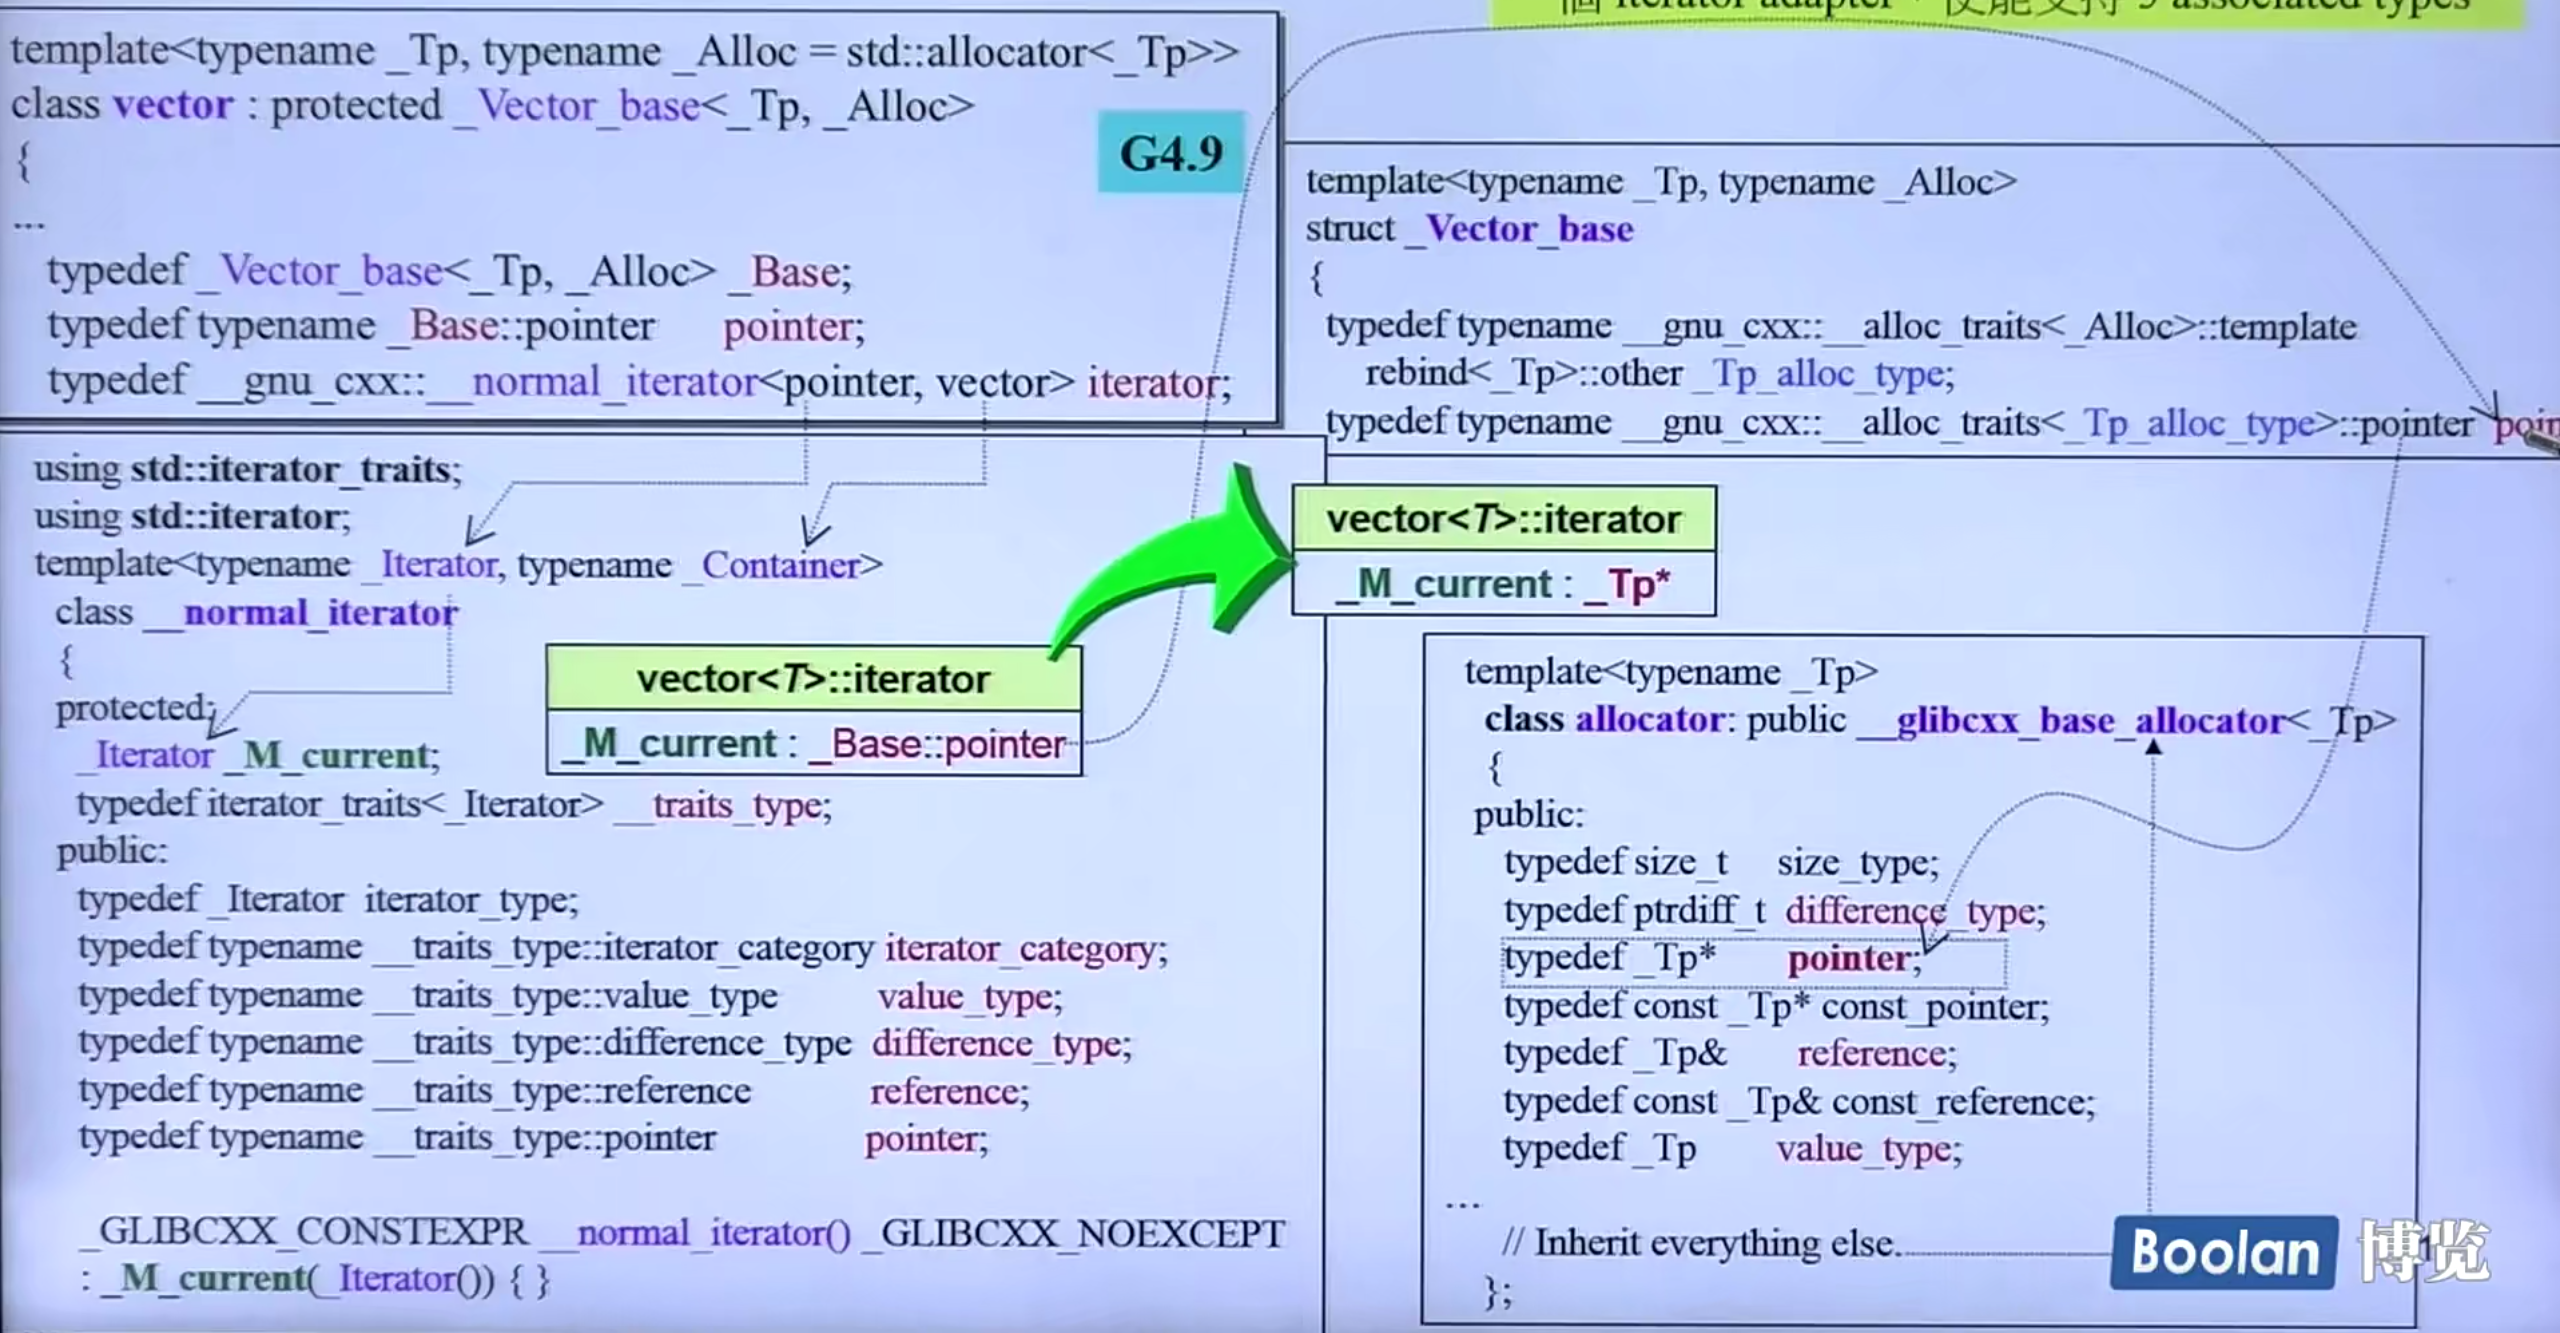 iterator adapter,
associated types
template<typename _Tp, typename _Alloc = std::allocator<_Tp>>
class vector : protected _Vector_base<_Tp, _Alloc>
{
G4.9
...
typedef _Vector_base<_Tp, _Alloc> _Base;
typedef typename _Base::pointer pointer;
typedef __gnu_cxx::__normal_iterator<pointer, vector> iterator;
template<typename _Tp, typename _Alloc>
struct _Vector_base
{
typedef typename __gnu_cxx::__alloc_traits<_Alloc>::template
rebind<_Tp>::other _Tp_alloc_type;
typedef typename __gnu_cxx::__alloc_traits<_Tp_alloc_type>::pointer poin
using std::iterator_traits;
using std::iterator;
template<typename _Iterator, typename _Container>
class __normal_iterator
{
protected:
_Iterator _M_current;
typedef iterator_traits<_Iterator> __traits_type;
public:
typedef _Iterator iterator_type;
typedef typename __traits_type::iterator_category iterator_category;
typedef typename __traits_type::value_type value_type;
typedef typename __traits_type::difference_type difference_type;
typedef typename __traits_type::reference reference;
typedef typename __traits_type::pointer pointer;
_GLIBCXX_CONSTEXPR __normal_iterator() _GLIBCXX_NOEXCEPT
: _M_current(_Iterator()) { }
vector<T>::iterator
_M_current : _Base::pointer
vector<T>::iterator
_M_current : _Tp*
template<typename _Tp>
class allocator: public __glibcxx_base_allocator<_Tp>
{
public:
typedef size_t size_type;
typedef ptrdiff_t difference_type;
typedef _Tp* pointer;
typedef const _Tp* const_pointer;
typedef _Tp& reference;
typedef const _Tp& const_reference;
typedef _Tp value_type;
...
// Inherit everything else.
};
Boolan 博览